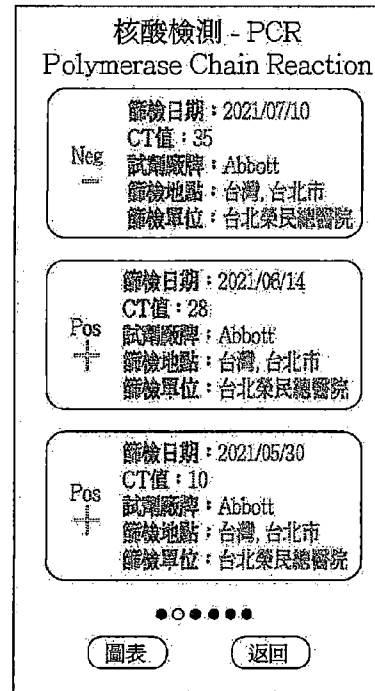 核酸檢測 - PCR
Polymerase Chain Reaction
Neg
篩檢日期：2021/07/10
CT值：35
試劑廠牌：Abbott
篩檢地點：台灣, 台北市
篩檢單位：台北榮民總醫院
Pos
篩檢日期：2021/06/14
CT值：28
試劑廠牌：Abbott
篩檢地點：台灣, 台北市
篩檢單位：台北榮民總醫院
Pos
篩檢日期：2021/05/30
CT值：10
試劑廠牌：Abbott
篩檢地點：台灣, 台北市
篩檢單位：台北榮民總醫院
圖表
返回